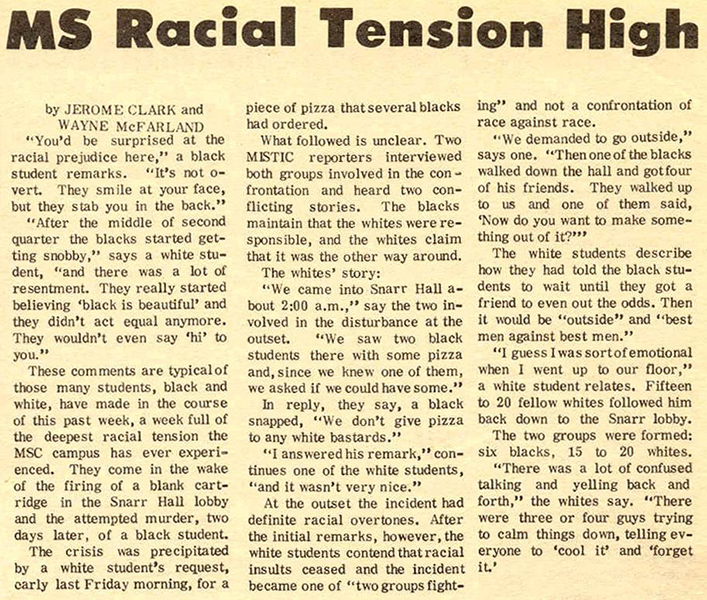 MS Racial Tension High
by JEROME CLARK and
WAYNE McFARLAND
"You'd be surprised at the
racial prejudice here," a black
student remarks. "It's not o-
vert. They smile at your face,
but they stab you in the back."
"After the middle of second
quarter the blacks started get-
ting snobby," says a white stu-
dent, "and there was a lot of
resentment. They really started
believing 'black is beautiful' and
they didn't act equal anymore.
They wouldn't even say 'hi' to
you."
These comments are typical of
those many students, black and
white, have made in the course
of this past week, a week full of
the deepest racial tension the
MSC campus has ever experi-
enced. They come in the wake
of the firing of a blank cart-
ridge in the Snarr Hall lobby
and the attempted murder, two
days later, of a black student.
The crisis was precipitated
by a white student's request,
early last Friday morning, for a
piece of pizza that several blacks
had ordered.
What followed is unclear. Two
MISTIC reporters interviewed
both groups involved in the con-
frontation and heard two con-
flicting stories. The blacks
maintain that the whites were re-
sponsible, and the whites claim
that it was the other way around.
The whites' story:
"We came into Snarr Hall a-
bout 2:00 a.m.," say the two in-
volved in the disturbance at the
outset. "We saw two black
students there with some pizza
and, since we knew one of them,
we asked if we could have some."
In reply, they say, a black
snapped, "We don't give pizza
to any white bastards."
"I answered his remark," con-
tinues one of the white students,
"and it wasn't very nice."
At the outset the incident had
definite racial overtones. After
the initial remarks, however, the
white students contend that racial
insults ceased and the incident
became one of "two groups fight-
ing" and not a confrontation of
race against race.
"We demanded to go outside,"
says one. "Then one of the blacks
walked down the hall and got four
of his friends. They walked up
to us and one of them said,
'Now do you want to make some-
thing out of it?'"
The white students describe
how they had told the black stu-
dents to wait until they got a
friend to even out the odds. Then
it would be "outside" and "best
men against best men."
"I guess I was sort of emotional
when I went up to our floor,"
a white student relates. Fifteen
to 20 fellow whites followed him
back down to the Snarr lobby.
The two groups were formed:
six blacks, 15 to 20 whites.
"There was a lot of confused
talking and yelling back and
forth," the whites say. "There
were three or four guys trying
to calm things down, telling ev-
eryone to 'cool it' and 'forget
it.'